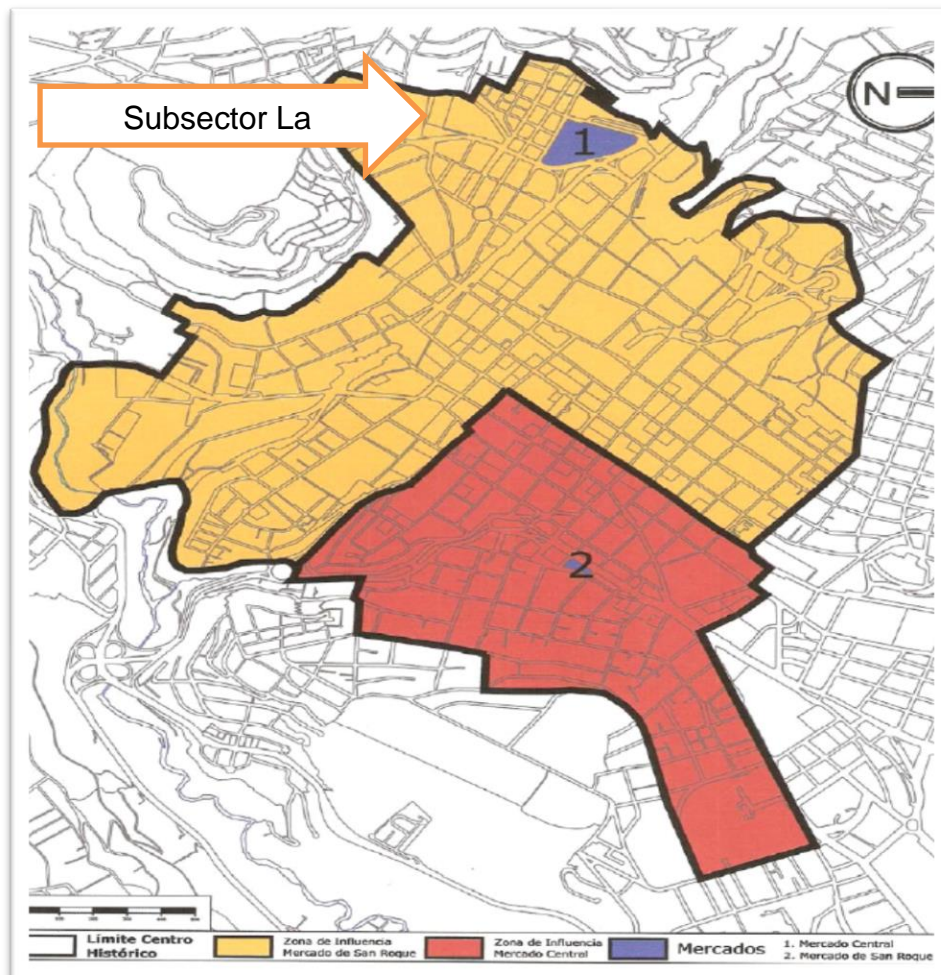 Subsector La
N
1
2
Límite Centro
Histórico
Zona de Influencia
Mercado de San Roque
Zona de Influencia
Mercado Central
Mercados
1. Mercado Central
2. Mercado de San Roque